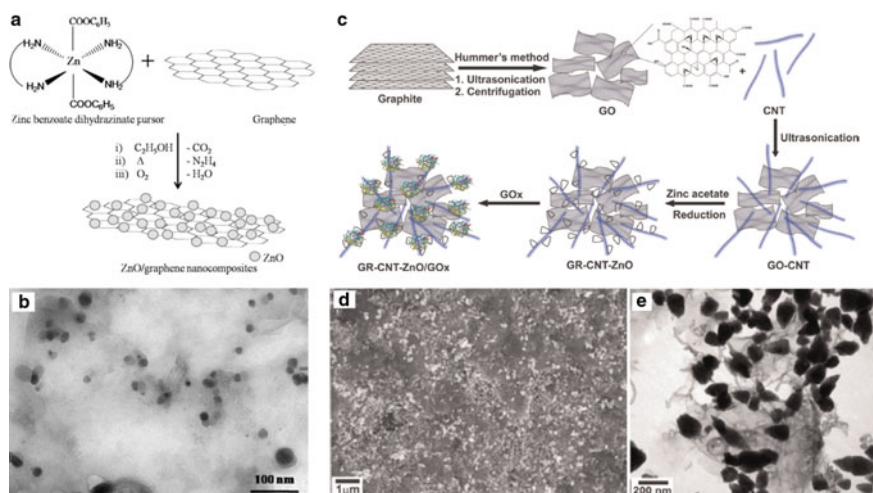 a
COOC₆H₅
H₂N NH₂
Zn
H₂N NH₂
COOC₆H₅
Zinc benzoate dihydrazinate pursor
+
Graphene
i) C₂H₅OH - CO₂
ii) Δ - N₂H₄
iii) O₂ - H₂O
ZnO
ZnO/graphene nanocomposites
b
100 nm
c
Graphite
Hummer's method
1. Ultrasonication
2. Centrifugation
GO
+
CNT
Ultrasonication
GO-CNT
Zinc acetate
Reduction
GR-CNT-ZnO
GOx
GR-CNT-ZnO/GOx
d
1μm
e
200 nm